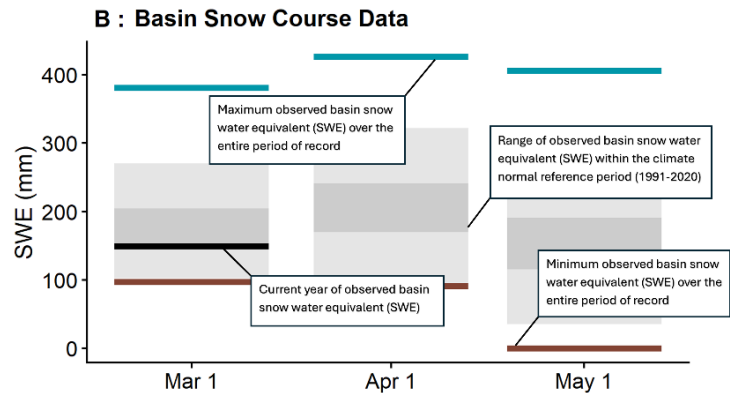 B : Basin Snow Course Data
SWE (mm)
400
300
200
100
0
Maximum observed basin snow
water equivalent (SWE) over the
entire period of record
Range of observed basin snow water
equivalent (SWE) within the climate
normal reference period (1991-2020)
Current year of observed basin
snow water equivalent (SWE)
Minimum observed basin snow
water equivalent (SWE) over the
entire period of record
Mar 1
Apr 1
May 1